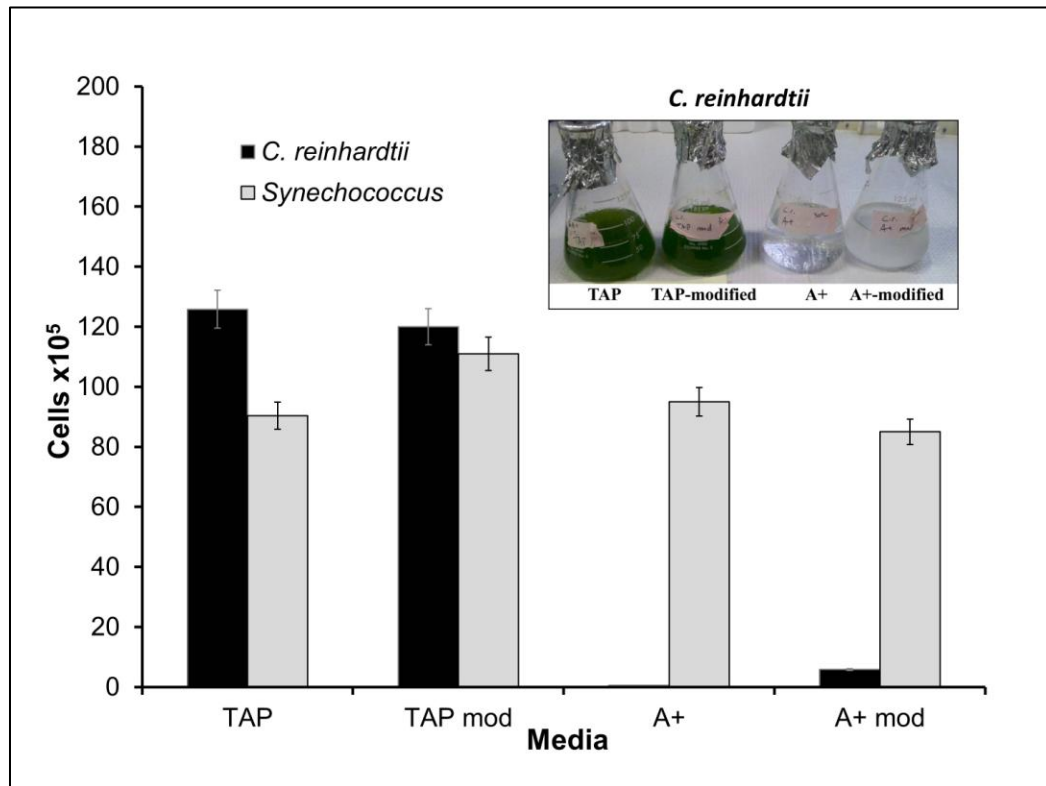 200
180
160
140
120
100
80
60
40
20
0
Cells x10⁵
C. reinhardtii
Synechococcus
C. reinhardtii
TAP TAP-modified A+ A+-modified
TAP TAP mod A+ A+ mod
Media